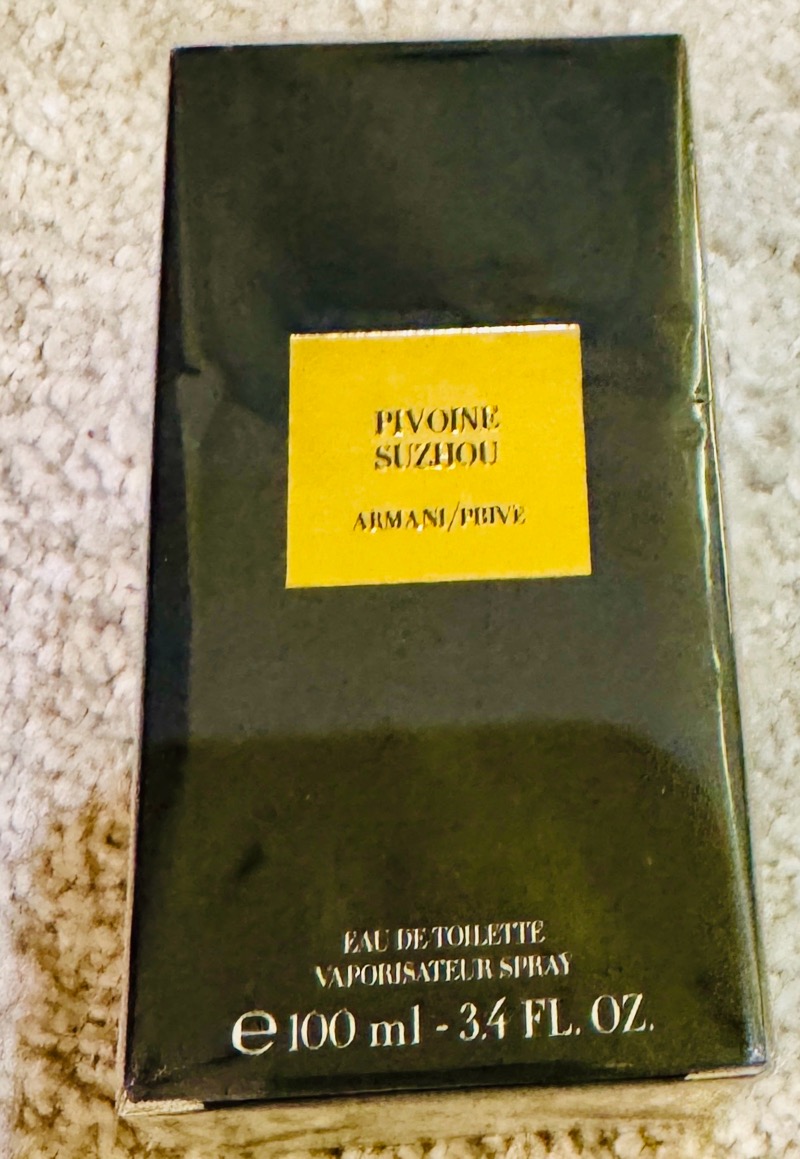 PIVOINE
SUZHOU
ARMANI/PRIVE
EAU DE TOILETTE
VAPORISATEUR SPRAY
e 100 ml - 3.4 FL. OZ.